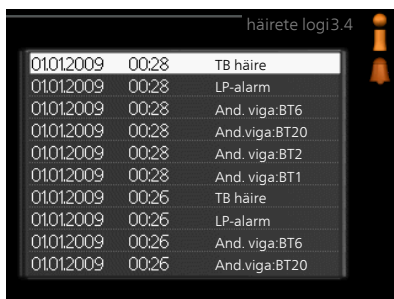 häirete logi3.4
01.01.2009 00:28 TB häire
01.01.2009 00:28 LP-alarm
01.01.2009 00:28 And. viga:BT6
01.01.2009 00:28 And.viga:BT20
01.01.2009 00:28 And. viga:BT2
01.01.2009 00:28 And. viga:BT1
01.01.2009 00:26 TB häire
01.01.2009 00:26 LP-alarm
01.01.2009 00:26 And. viga:BT6
01.01.2009 00:26 And.viga:BT20